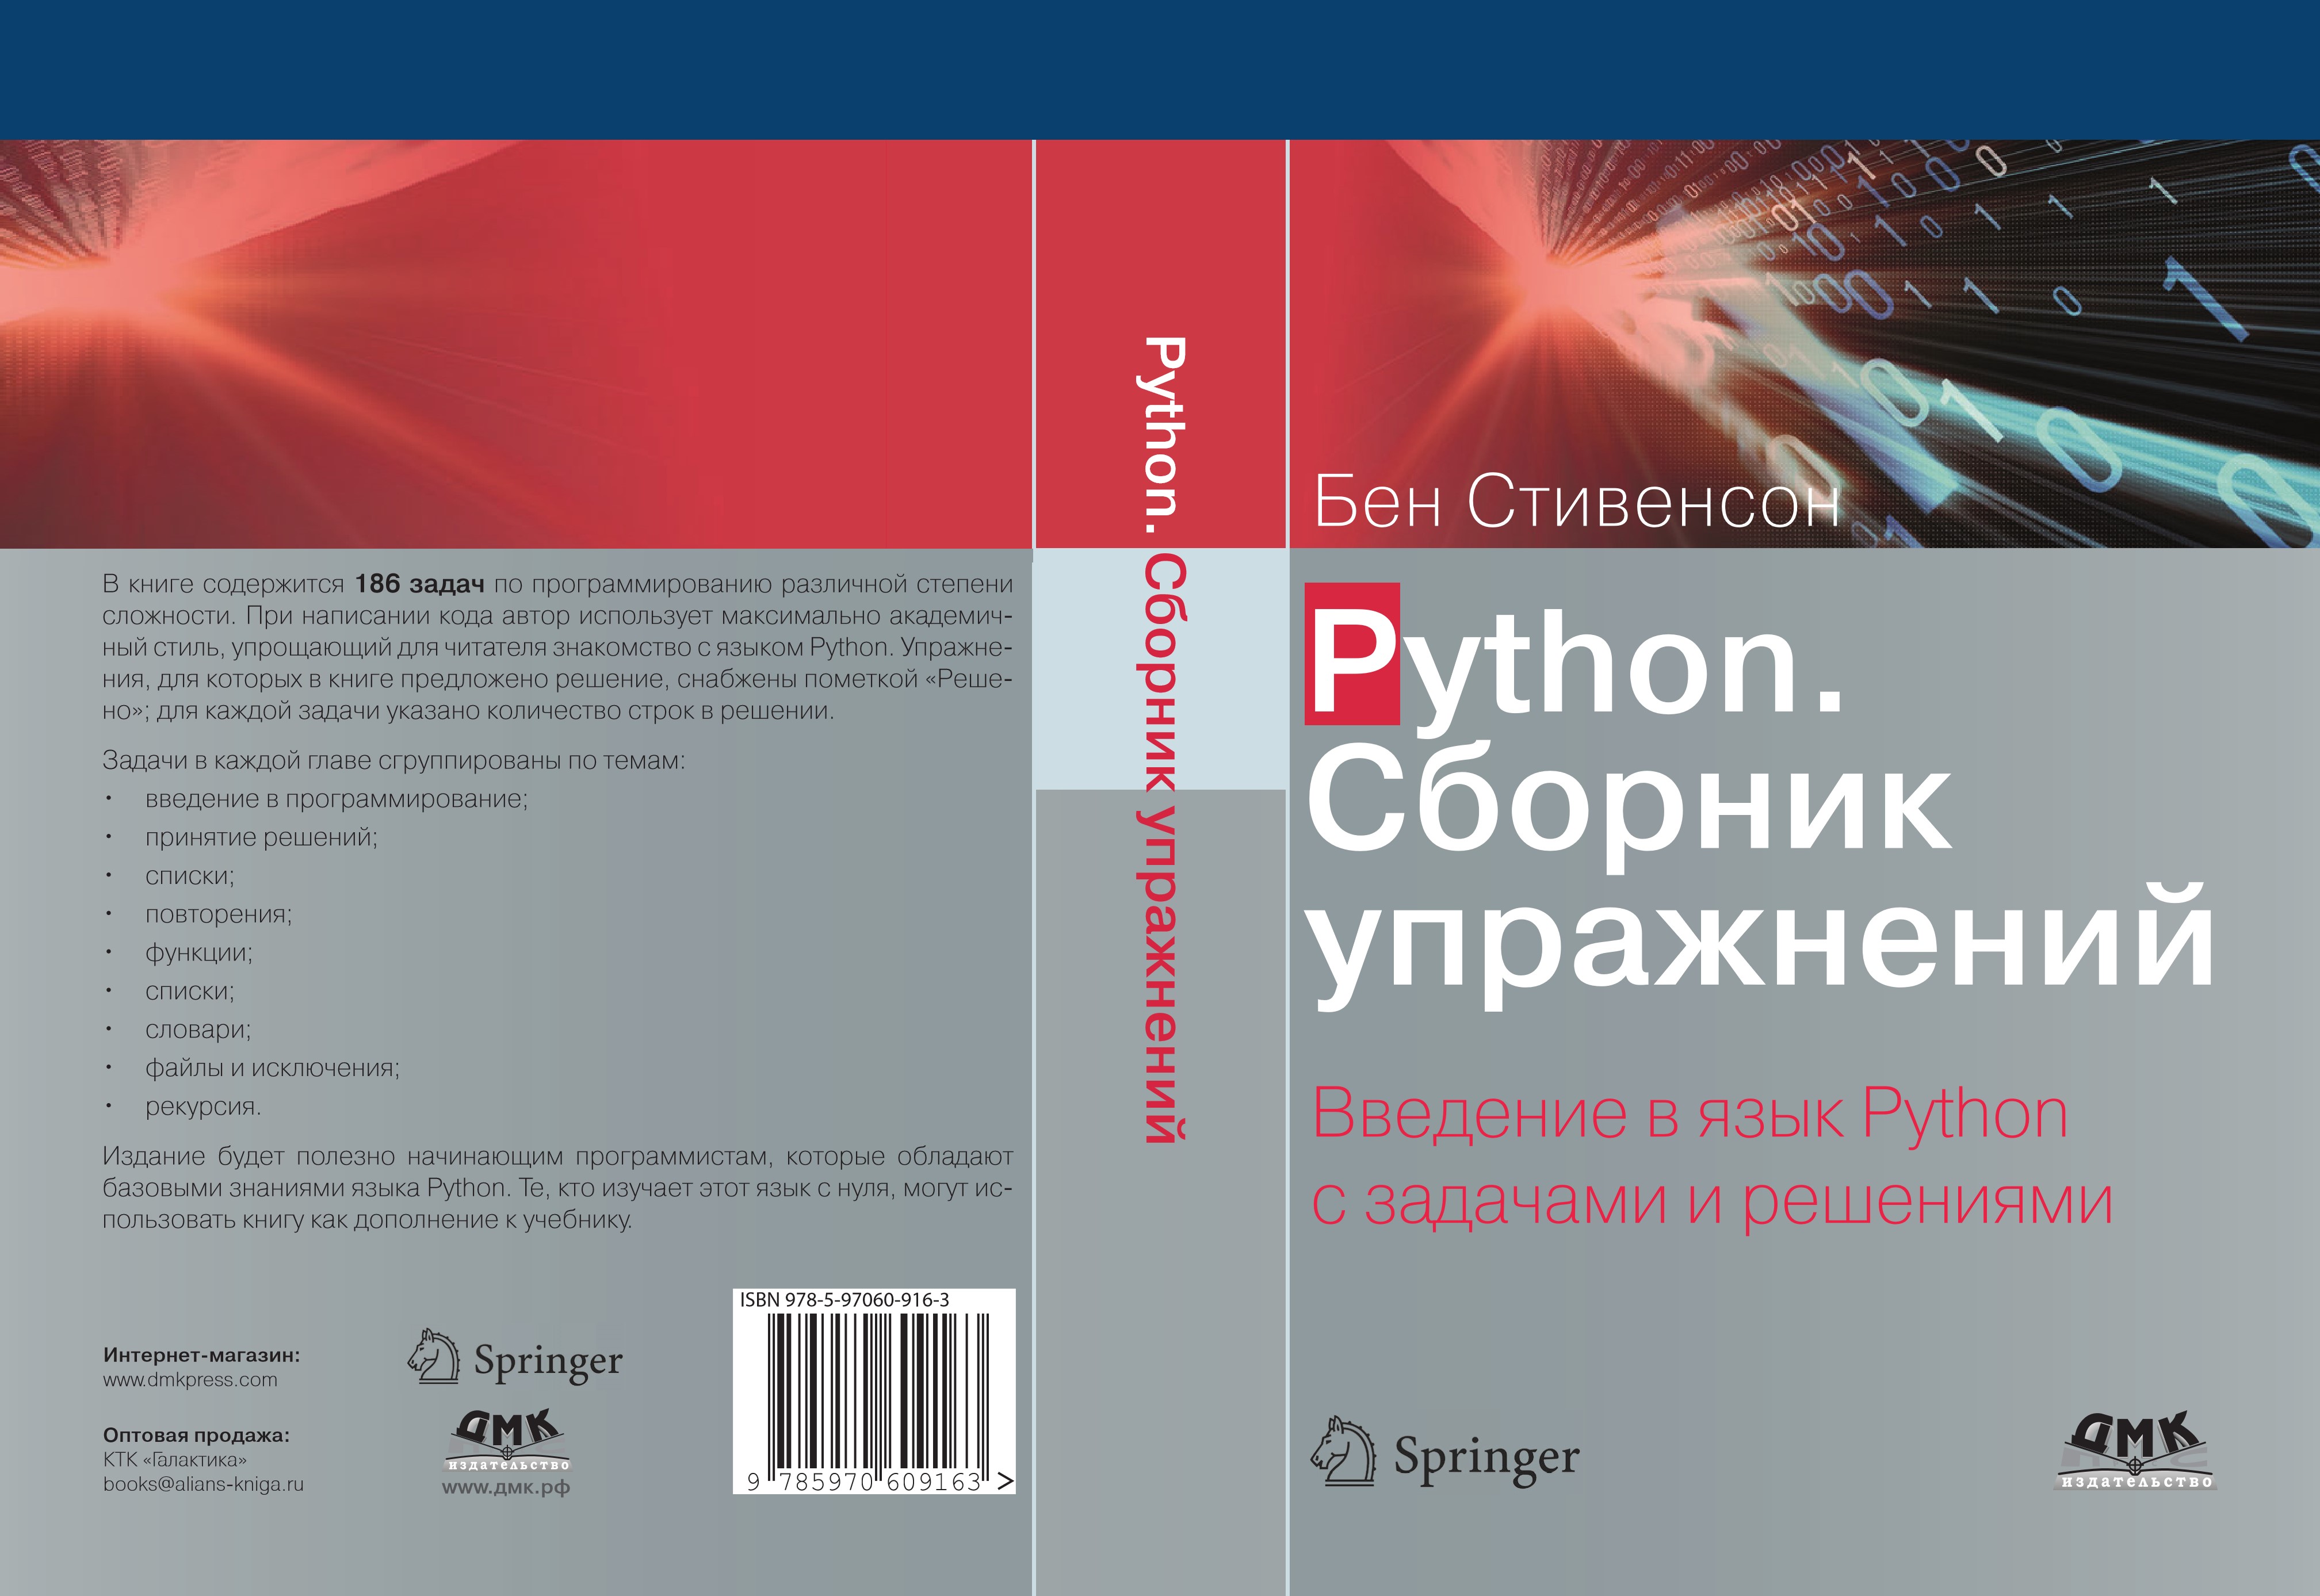 В книге содержится 186 задач по программированию различной степени
сложности. При написании кода автор использует максимально академич-
ный стиль, упрощающий для читателя знакомство с языком Python. Упражне-
ния, для которых в книге предложено решение, снабжены пометкой «Реше-
но»; для каждой задачи указано количество строк в решении.
Задачи в каждой главе сгруппированы по темам:
• введение в программирование;
• принятие решений;
• списки;
• повторения;
• функции;
• списки;
• словари;
• файлы и исключения;
• рекурсия.
Издание будет полезно начинающим программистам, которые обладают
базовыми знаниями языка Python. Те, кто изучает этот язык с нуля, могут ис-
пользовать книгу как дополнение к учебнику.
Интернет-магазин:
www.dmkpress.com
Оптовая продажа:
КТК «Галактика»
books@alians-kniga.ru
Springer
ДМК
издательство
www.дмк.рф
ISBN 978-5-97060-916-3
9 785970 609163 >
Python. Сборник упражнений
Бен Стивенсон
Python.
Сборник
упражнений
Введение в язык Python
с задачами и решениями
Springer
ДМК
издательство